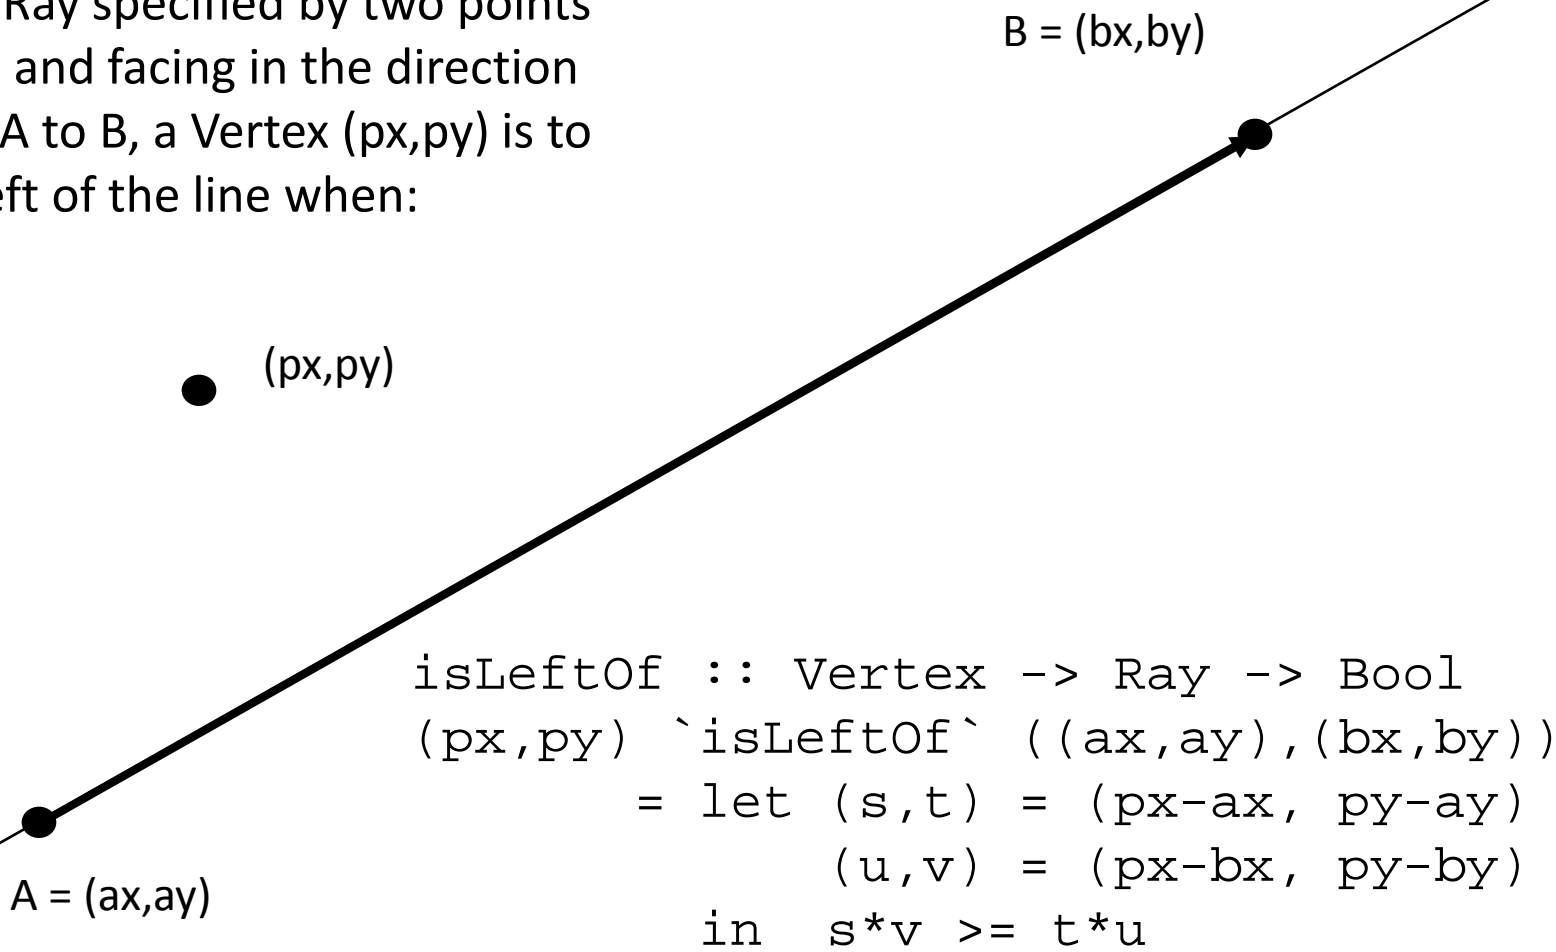 Ray specified by two points
and facing in the direction
A to B, a Vertex (px,py) is to
eft of the line when:
B = (bx,by)
(px,py)
A = (ax,ay)
isLeftOf :: Vertex -> Ray -> Bool
(px,py) `isLeftOf` ((ax,ay),(bx,by))
= let (s,t) = (px-ax, py-ay)
(u,v) = (px-bx, py-by)
in s*v >= t*u